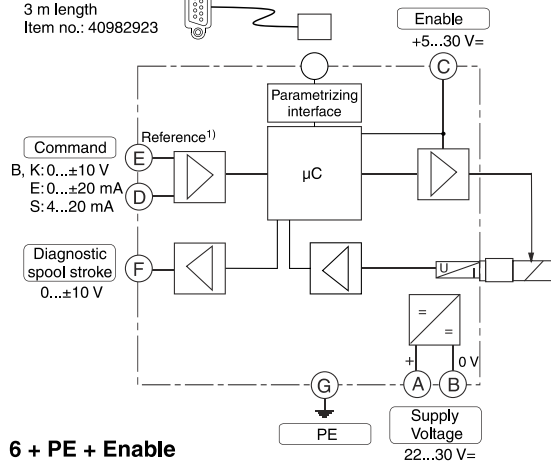 3 m length
Item no.: 40982923
Enable
+5...30 V=
C
Parametrizing
interface
Reference1)
Command
E
B, K: 0...±10 V
E: 0...±20 mA
S: 4...20 mA
D
µC
Diagnostic
spool stroke
F
0...±10 V
U
I
=
=
+
0 V
G
A
B
PE
Supply
Voltage
22...30 V=
6 + PE + Enable